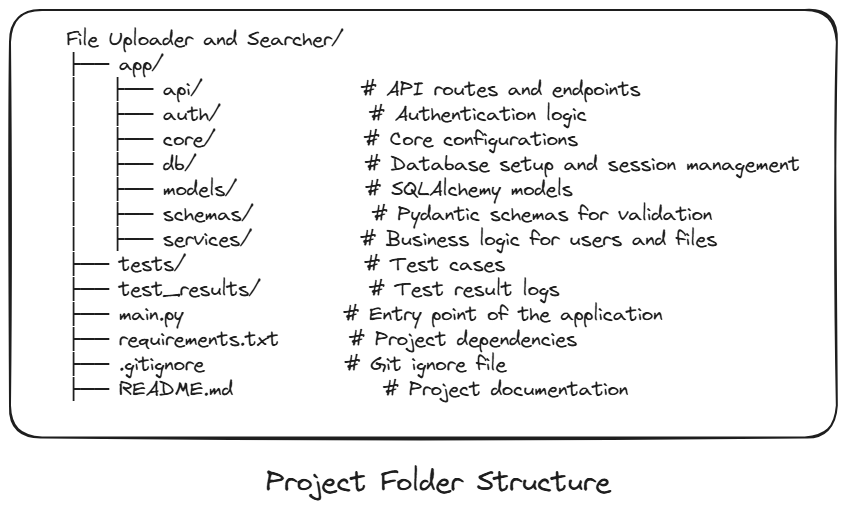 File Uploader and Searcher/
├── app/
│   ├── api/ # API routes and endpoints
│   ├── auth/ # Authentication logic
│   ├── core/ # Core configurations
│   ├── db/ # Database setup and session management
│   ├── models/ # SQLAlchemy models
│   ├── schemas/ # Pydantic schemas for validation
│   ├── services/ # Business logic for users and files
├── tests/ # Test cases
├── test_results/ # Test result logs
├── main.py # Entry point of the application
├── requirements.txt # Project dependencies
├── .gitignore # Git ignore file
├── README.md # Project documentation
Project Folder Structure